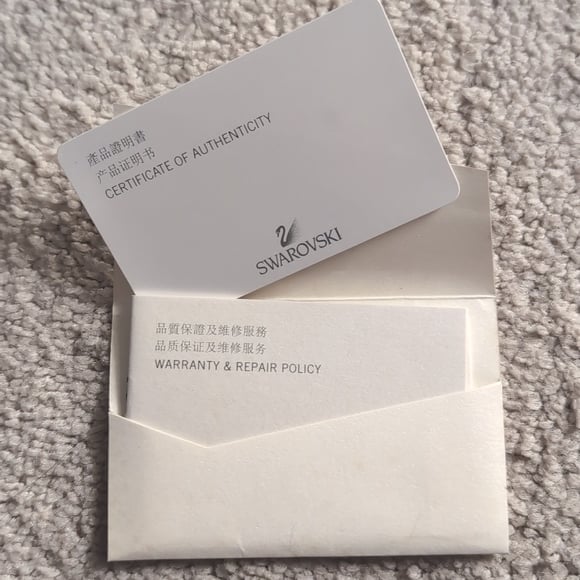 產品證明書
产品证明书
CERTIFICATE OF AUTHENTICITY
SWAROVSKI
品質保證及維修服務
品质保证及维修服务
WARRANTY & REPAIR POLICY